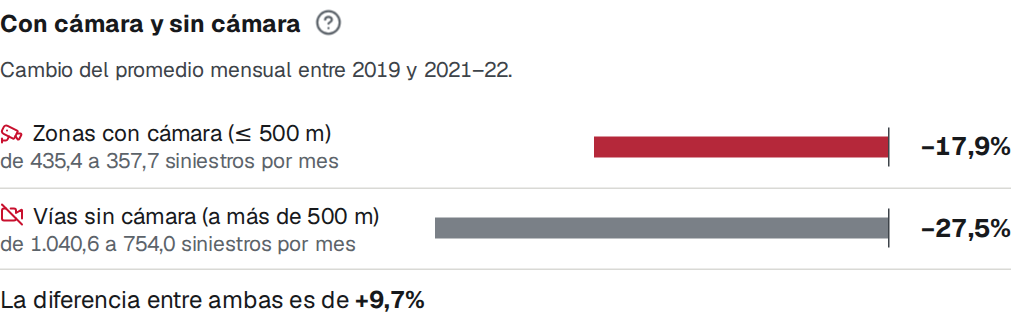 Con cámara y sin cámara ?
Cambio del promedio mensual entre 2019 y 2021–22.
Zonas con cámara (≤ 500 m)
de 435,4 a 357,7 siniestros por mes
–17,9%
Vías sin cámara (a más de 500 m)
de 1.040,6 a 754,0 siniestros por mes
–27,5%
La diferencia entre ambas es de +9,7%